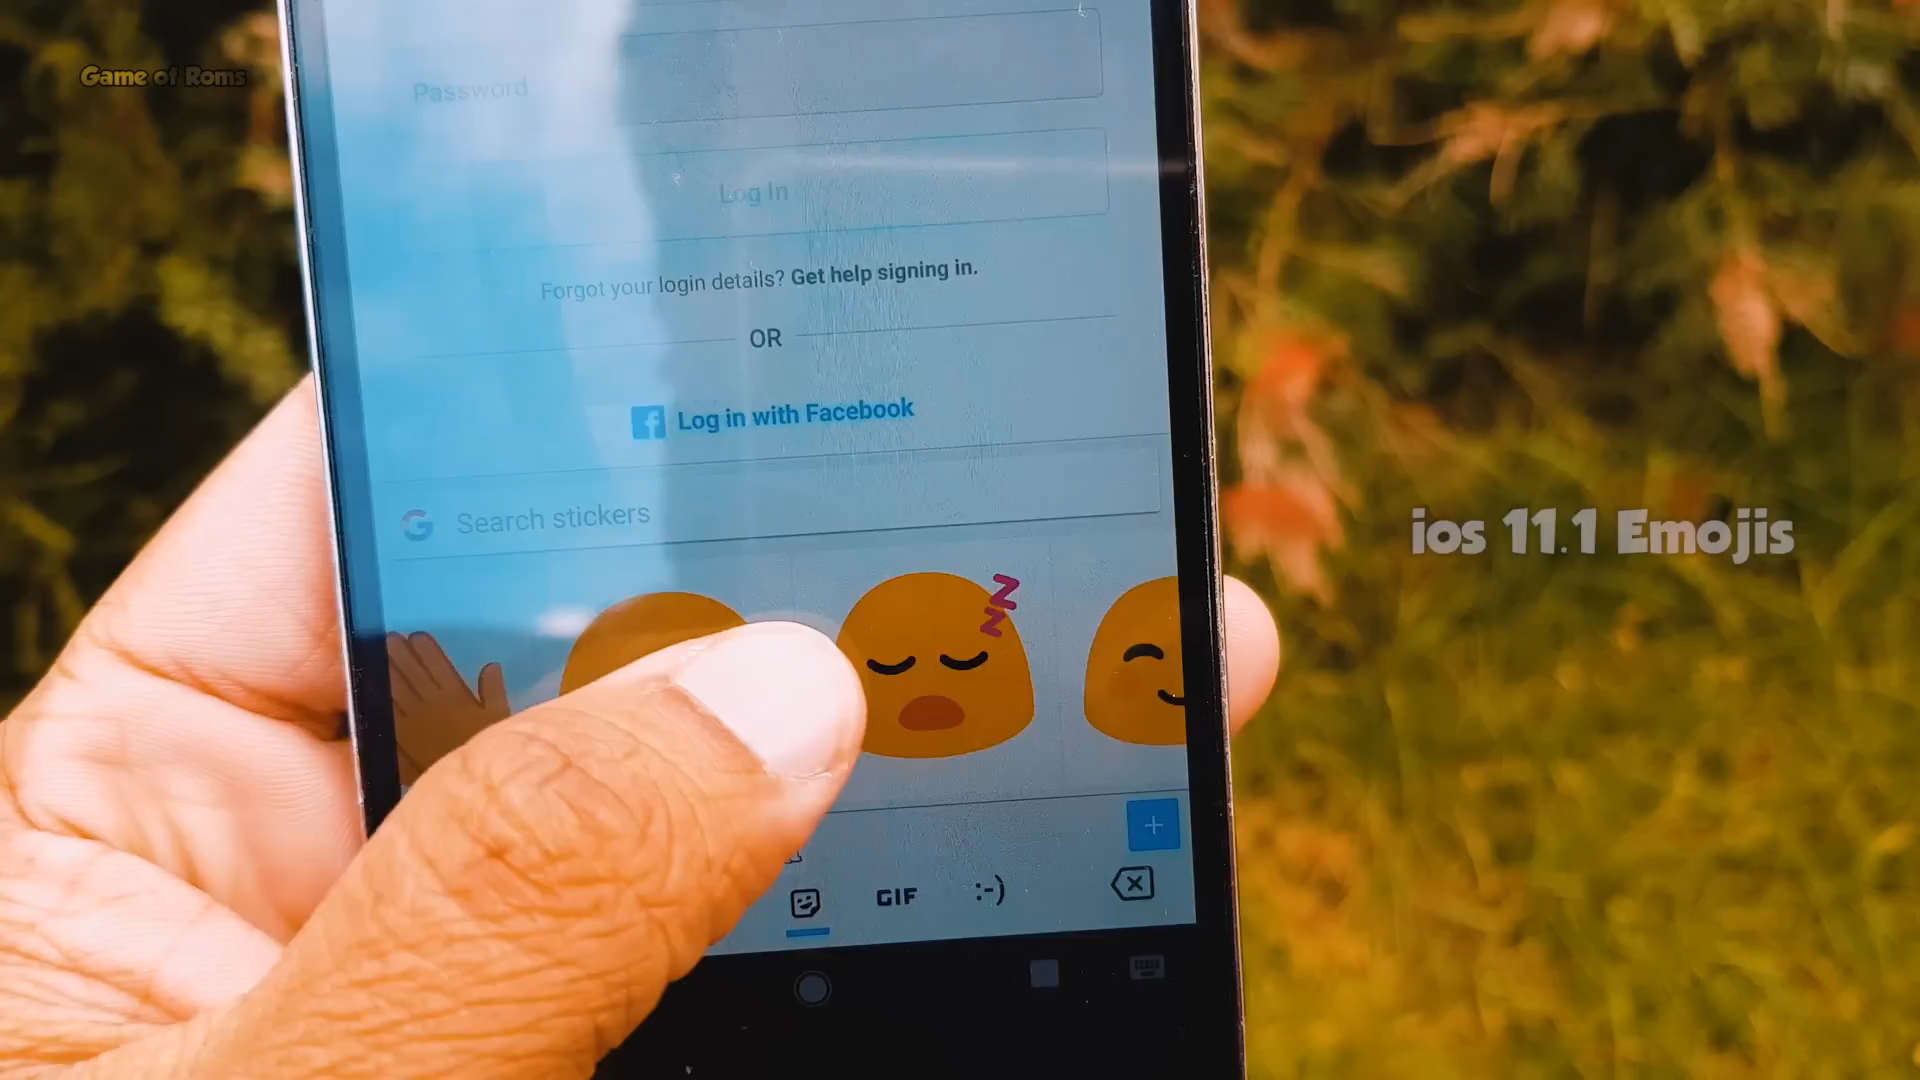 Game of Roms
Password
Log In
Forgot your login details? Get help signing in.
OR
Log in with Facebook
G Search stickers
ios 11.1 Emojis
z
z
+
GIF :-)